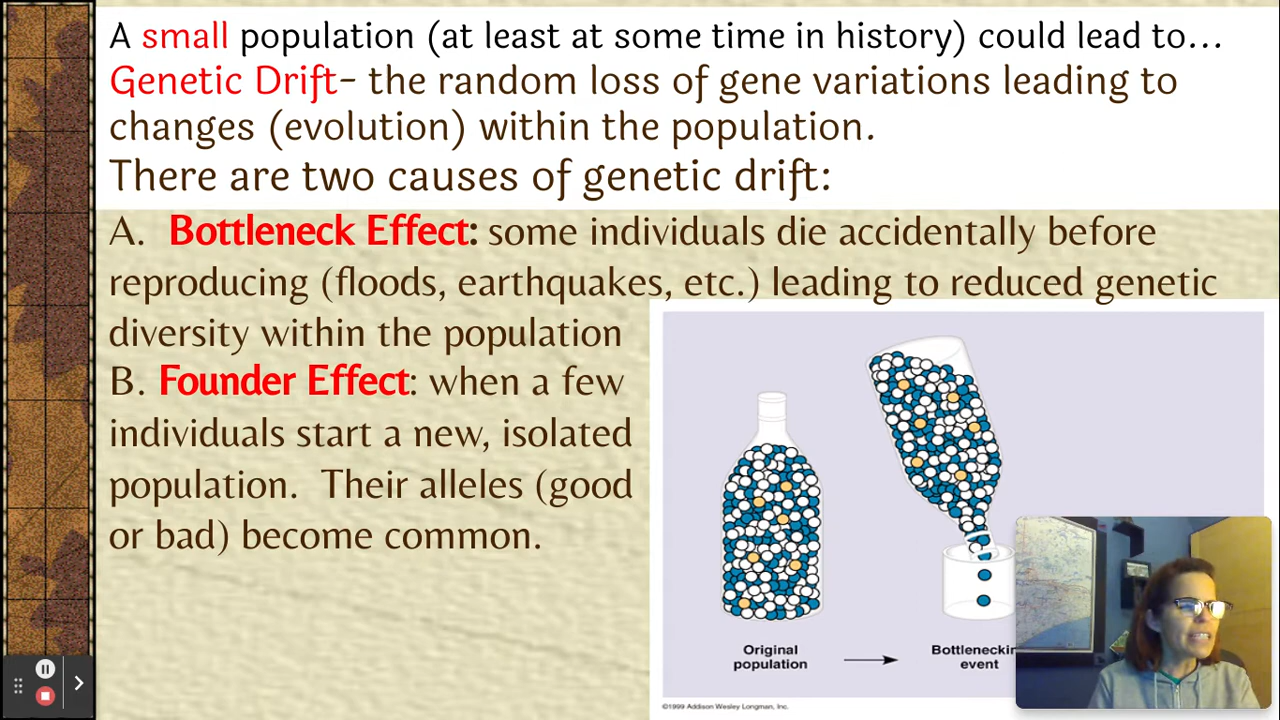 A small population (at least at some time in history) could lead to...
Genetic Drift- the random loss of gene variations leading to
changes (evolution) within the population.
There are two causes of genetic drift:
A. Bottleneck Effect: some individuals die accidentally before
reproducing (floods, earthquakes, etc.) leading to reduced genetic
diversity within the population
B. Founder Effect: when a few
individuals start a new, isolated
population. Their alleles (good
or bad) become common.
Original
population
Bottleneckin
event
©1999 Addison Wesley Longman, Inc.